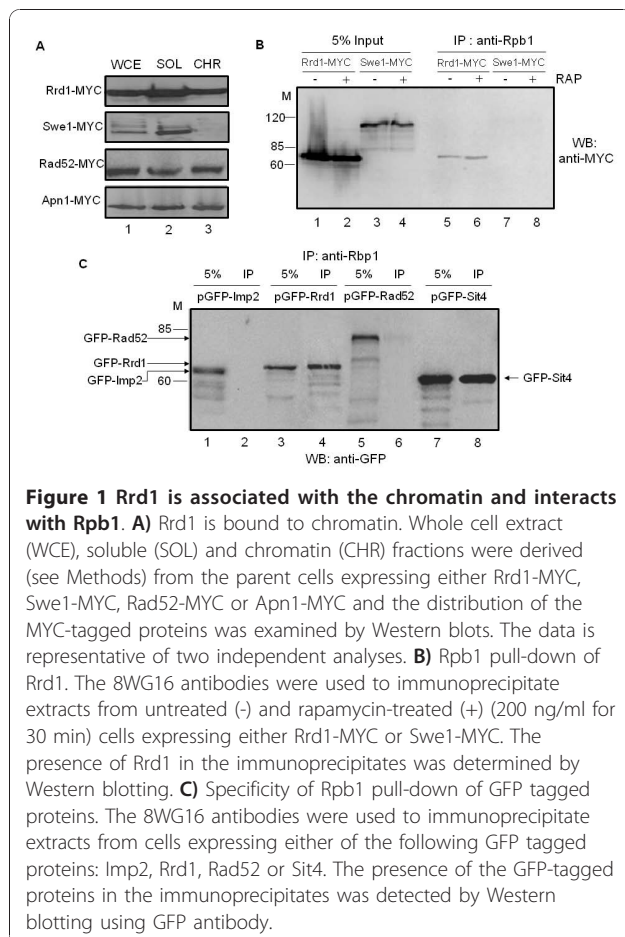 A
WCE SOL CHR
Rrd1-MYC
Swe1-MYC
Rad52-MYC
Apn1-MYC
1 2 3
B
5% Input IP : anti-Rpb1
Rrd1-MYC Swe1-MYC Rrd1-MYC Swe1-MYC
- + - + - + - + RAP
M
120
85
60
WB:
anti-MYC
1 2 3 4 5 6 7 8
C
IP: anti-Rbp1
5% IP 5% IP 5% IP 5% IP
pGFP-Imp2 pGFP-Rrd1 pGFP-Rad52 pGFP-Sit4
M
85
GFP-Rad52
GFP-Rrd1
GFP-Imp2
60
GFP-Sit4
1 2 3 4 5 6 7 8
WB: anti-GFP
Figure 1 Rrd1 is associated with the chromatin and interacts
with Rpb1. A) Rrd1 is bound to chromatin. Whole cell extract
(WCE), soluble (SOL) and chromatin (CHR) fractions were derived
(see Methods) from the parent cells expressing either Rrd1-MYC,
Swe1-MYC, Rad52-MYC or Apn1-MYC and the distribution of the
MYC-tagged proteins was examined by Western blots. The data is
representative of two independent analyses. B) Rpb1 pull-down of
Rrd1. The 8WG16 antibodies were used to immunoprecipitate
extracts from untreated (-) and rapamycin-treated (+) (200 ng/ml for
30 min) cells expressing either Rrd1-MYC or Swe1-MYC. The
presence of Rrd1 in the immunoprecipitates was determined by
Western blotting. C) Specificity of Rpb1 pull-down of GFP tagged
proteins. The 8WG16 antibodies were used to immunoprecipitate
extracts from cells expressing either of the following GFP tagged
proteins: Imp2, Rrd1, Rad52 or Sit4. The presence of the GFP-tagged
proteins in the immunoprecipitates was detected by Western
blotting using GFP antibody.